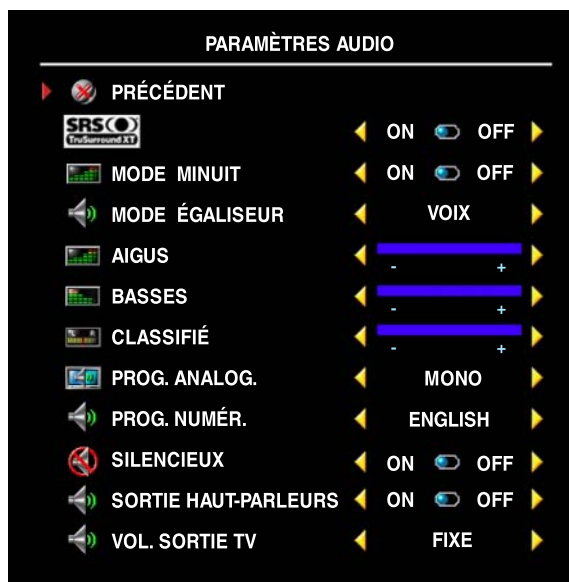 PARAMÈTRES AUDIO
PRÉCÉDENT
SRS(●)
TruSurround XT
ON OFF
MODE MINUIT ON OFF
MODE ÉGALISEUR VOIX
AIGUS
- +
BASSES
- +
CLASSIFIÉ
- +
PROG. ANALOG. MONO
PROG. NUMÉR. ENGLISH
SILENCIEUX ON OFF
SORTIE HAUT-PARLEURS ON OFF
VOL. SORTIE TV FIXE